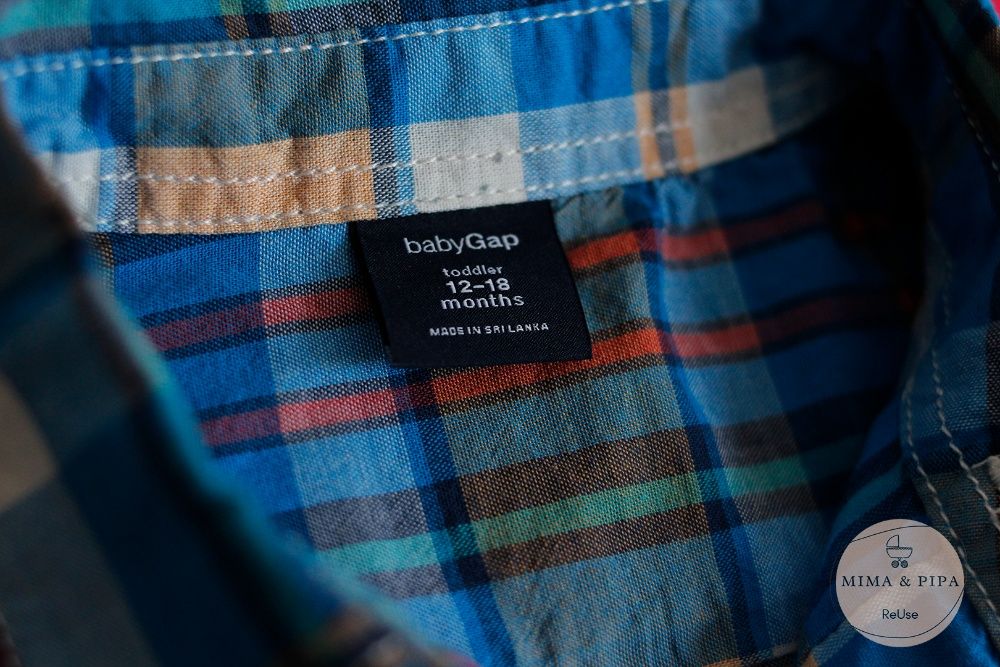 babyGap
toddler
12-18
months
MADE IN SRI LANKA
MIMA & PIPA
ReUse